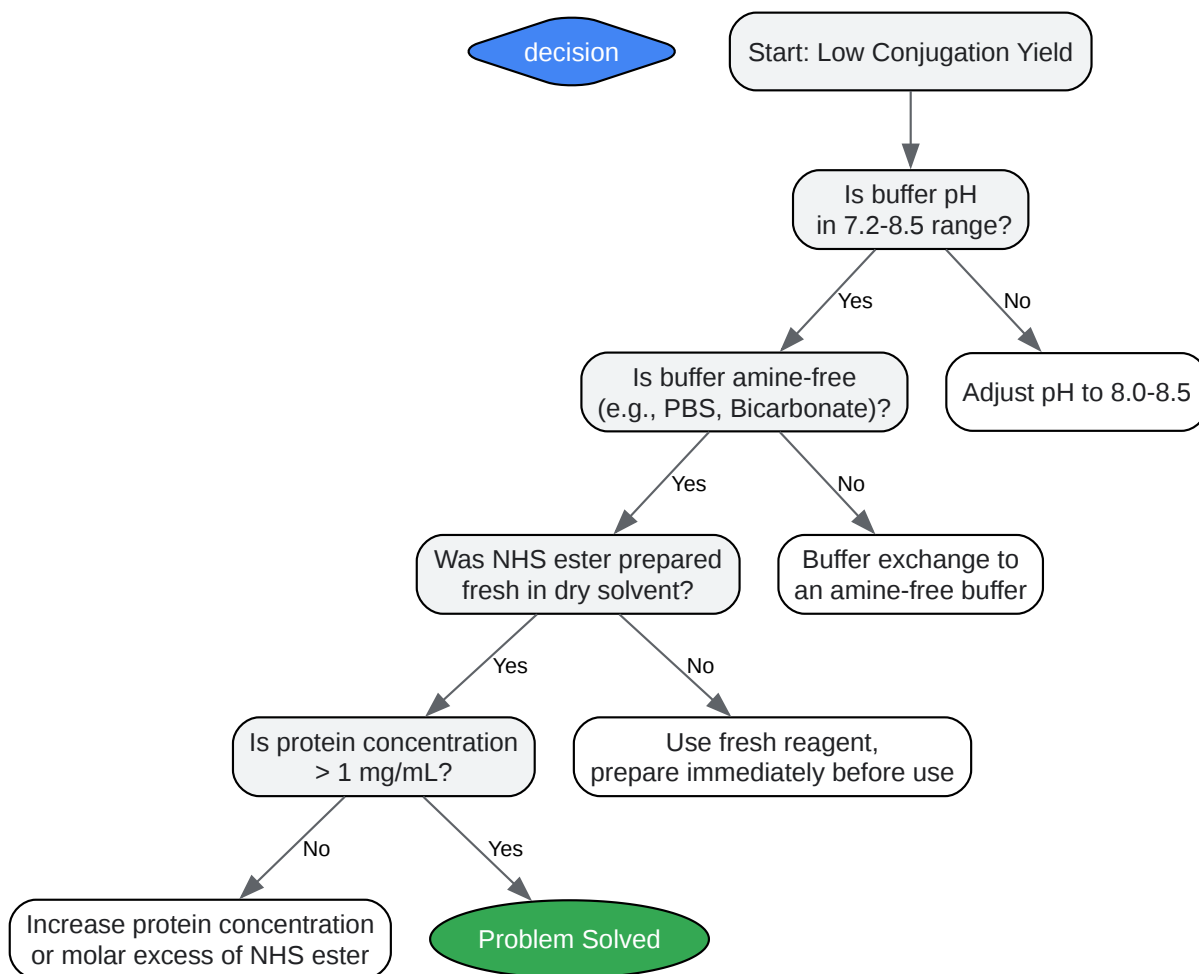 decision
Start: Low Conjugation Yield
Is buffer pH
in 7.2-8.5 range?
Yes
No
Is buffer amine-free
(e.g., PBS, Bicarbonate)?
Adjust pH to 8.0-8.5
Yes
No
Was NHS ester prepared
fresh in dry solvent?
Buffer exchange to
an amine-free buffer
Yes
No
Is protein concentration
> 1 mg/mL?
Use fresh reagent,
prepare immediately before use
No
Yes
Increase protein concentration
or molar excess of NHS ester
Problem Solved